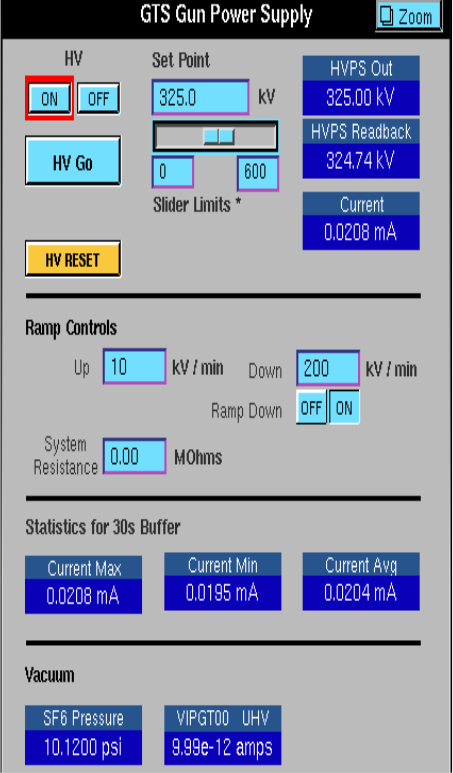 GTS Gun Power Supply
Zoom
HV
ON OFF
HV Go
HV RESET
Set Point
325.0 kV
0 600
Slider Limits *
HVPS Out
325.00 kV
HVPS Readback
324.74 kV
Current
0.0208 mA
Ramp Controls
Up 10 kV / min Down 200 kV / min
Ramp Down OFF ON
System
Resistance 0.00 MOhms
Statistics for 30s Buffer
Current Max
0.0208 mA
Current Min
0.0195 mA
Current Avg
0.0204 mA
Vacuum
SF6 Pressure
10.1200 psi
VIPGT00 UHV
9.99e-12 amps